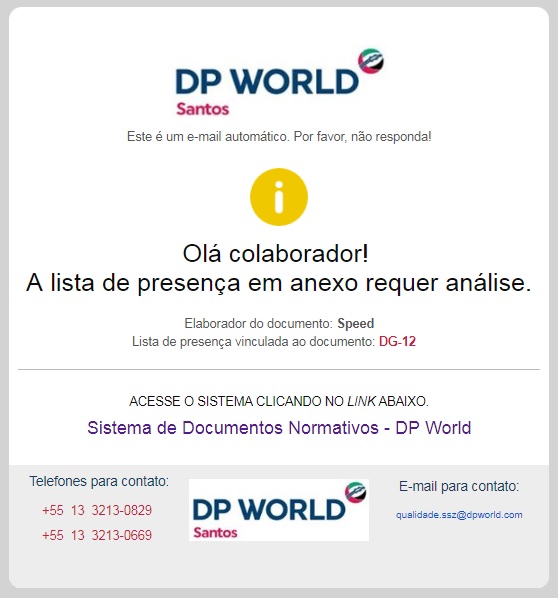 DP WORLD
Santos
Este é um e-mail automático. Por favor, não responda!
i
Olá colaborador!
A lista de presença em anexo requer análise.
Elaborador do documento: Speed
Lista de presença vinculada ao documento: DG-12
ACESSE O SISTEMA CLICANDO NO LINK ABAIXO.
Sistema de Documentos Normativos - DP World
Telefones para contato:
+55 13 3213-0829
+55 13 3213-0669
DP WORLD
Santos
E-mail para contato:
qualidade.ssz@dpworld.com